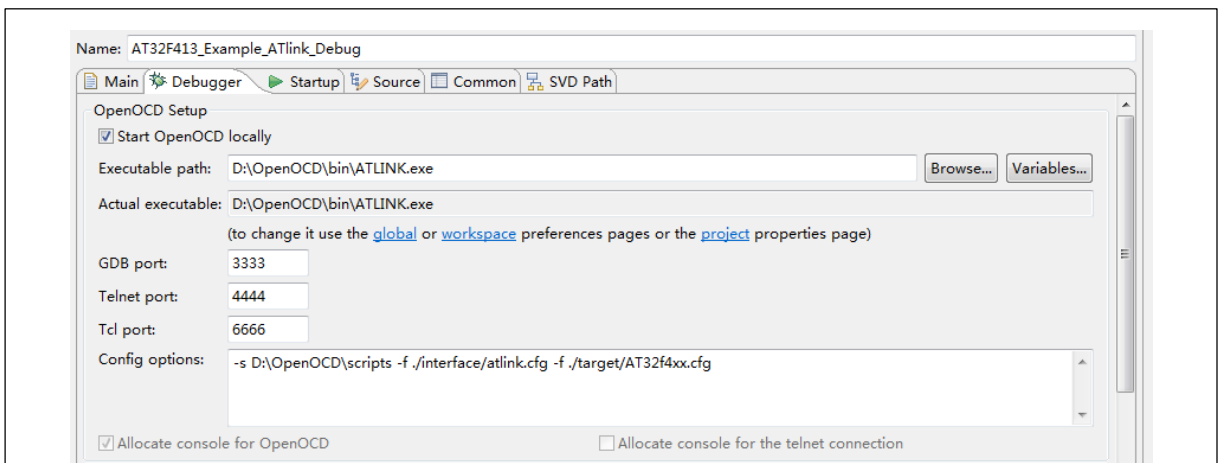 Name: AT32F413_Example_ATlink_Debug
Main Debugger Startup Source Common SVD Path
OpenOCD Setup
Start OpenOCD locally
Executable path: D:\OpenOCD\bin\ATLINK.exe Browse... Variables...
Actual executable: D:\OpenOCD\bin\ATLINK.exe
(to change it use the global or workspace preferences pages or the project properties page)
GDB port: 3333
Telnet port: 4444
Tcl port: 6666
Config options: -s D:\OpenOCD\scripts -f ./interface/atlink.cfg -f ./target/AT32f4xx.cfg
Allocate console for OpenOCD Allocate console for the telnet connection